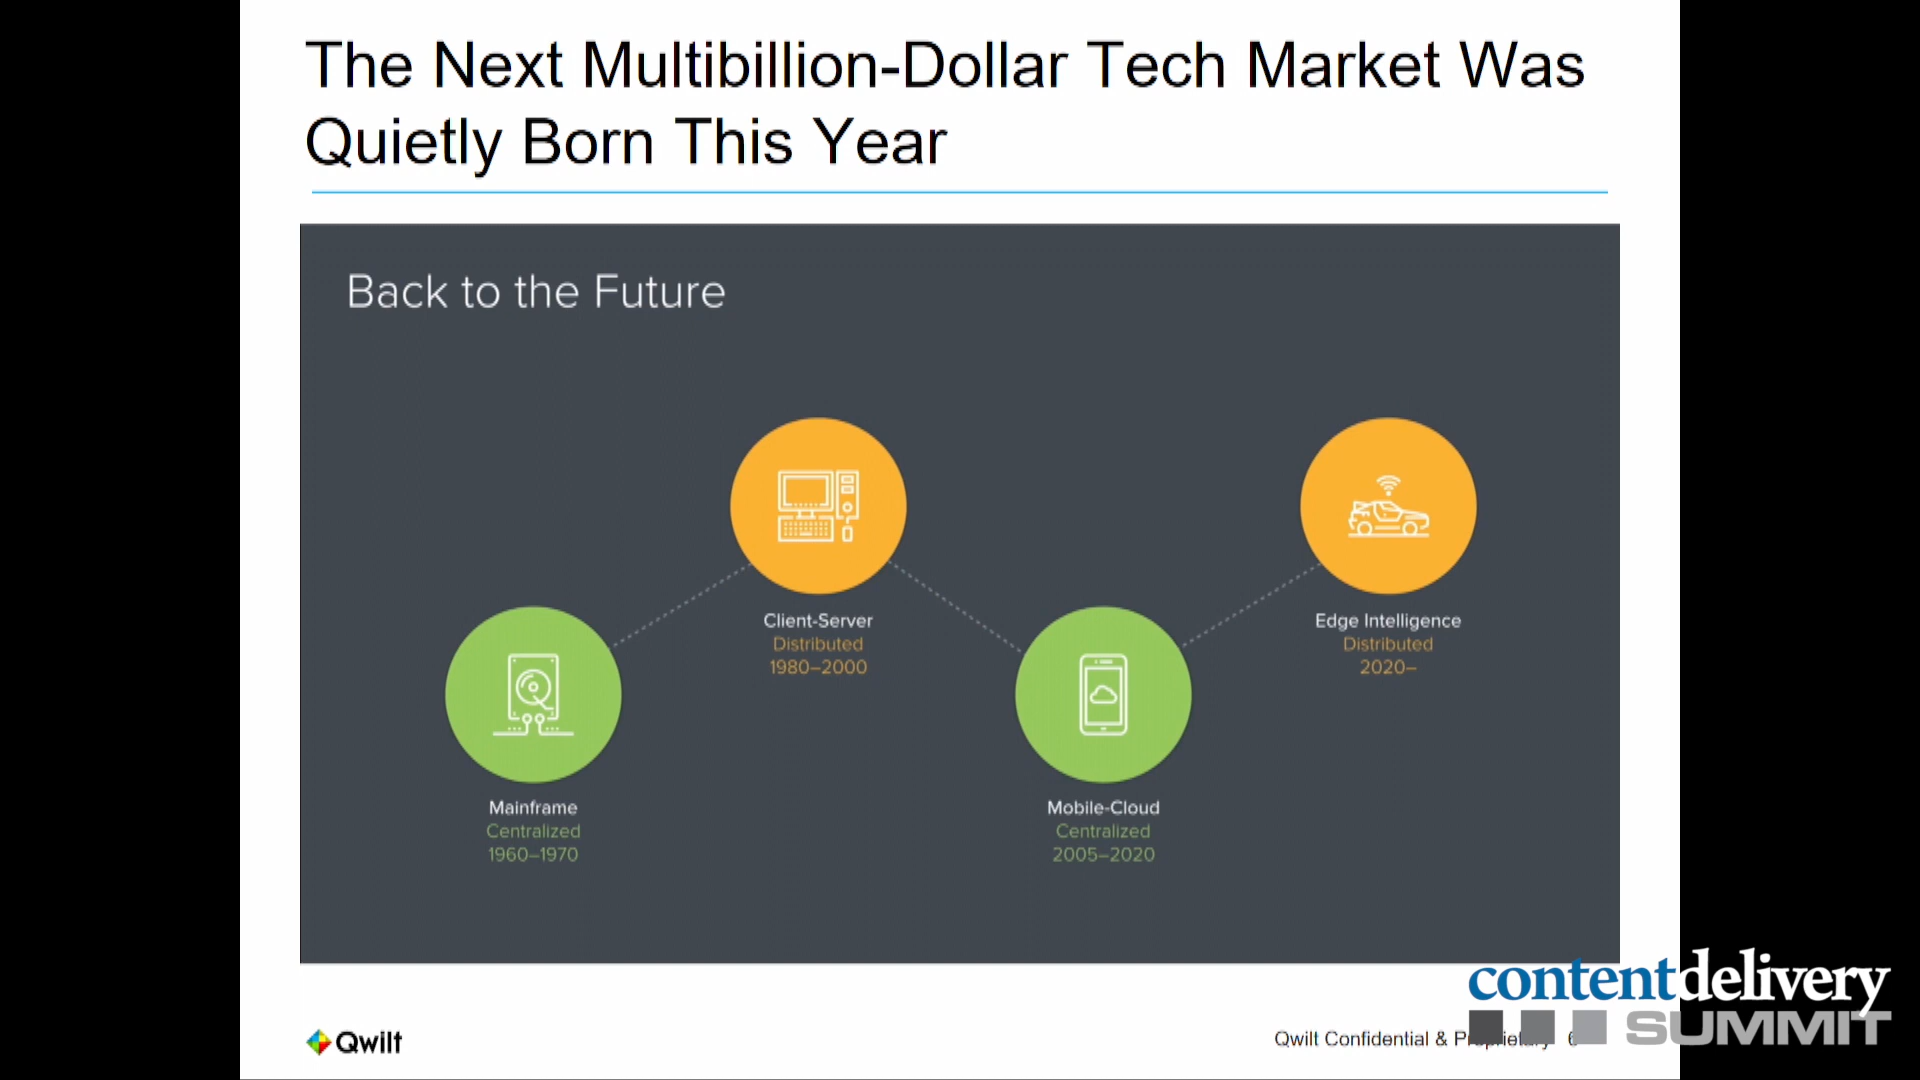 The Next Multibillion-Dollar Tech Market Was
Quietly Born This Year
Back to the Future
Client-Server
Distributed
1980–2000
Edge Intelligence
Distributed
2020–
Mainframe
Centralized
1960–1970
Mobile-Cloud
Centralized
2005–2020
Qwilt
Qwilt Confidential & Proprietary
contentdelivery
SUMMIT